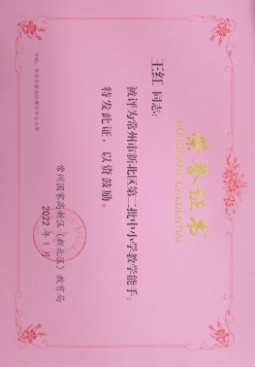 荣誉证书
HONORARY CREDENTIAL
王红 同志：
被评为常州市新北区第二批中小学教学能手。
特发此证，以资鼓励。
常州国家高新区（新北区）教育局
2022年1月